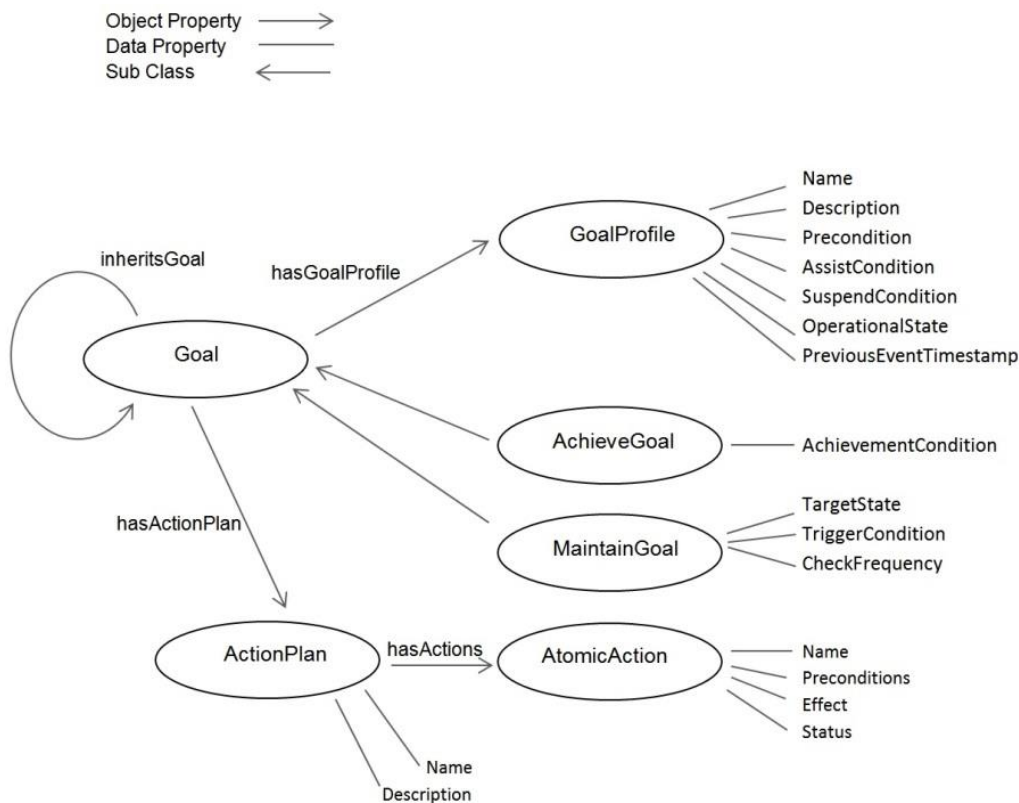 Object Property
Data Property
Sub Class
inheritsGoal
hasGoalProfile
Goal
GoalProfile
Name
Description
Precondition
AssistCondition
SuspendCondition
OperationalState
PreviousEventTimestamp
AchieveGoal
AchievementCondition
hasActionPlan
MaintainGoal
TargetState
TriggerCondition
CheckFrequency
ActionPlan
hasActions
AtomicAction
Name
Preconditions
Effect
Status
Name
Description